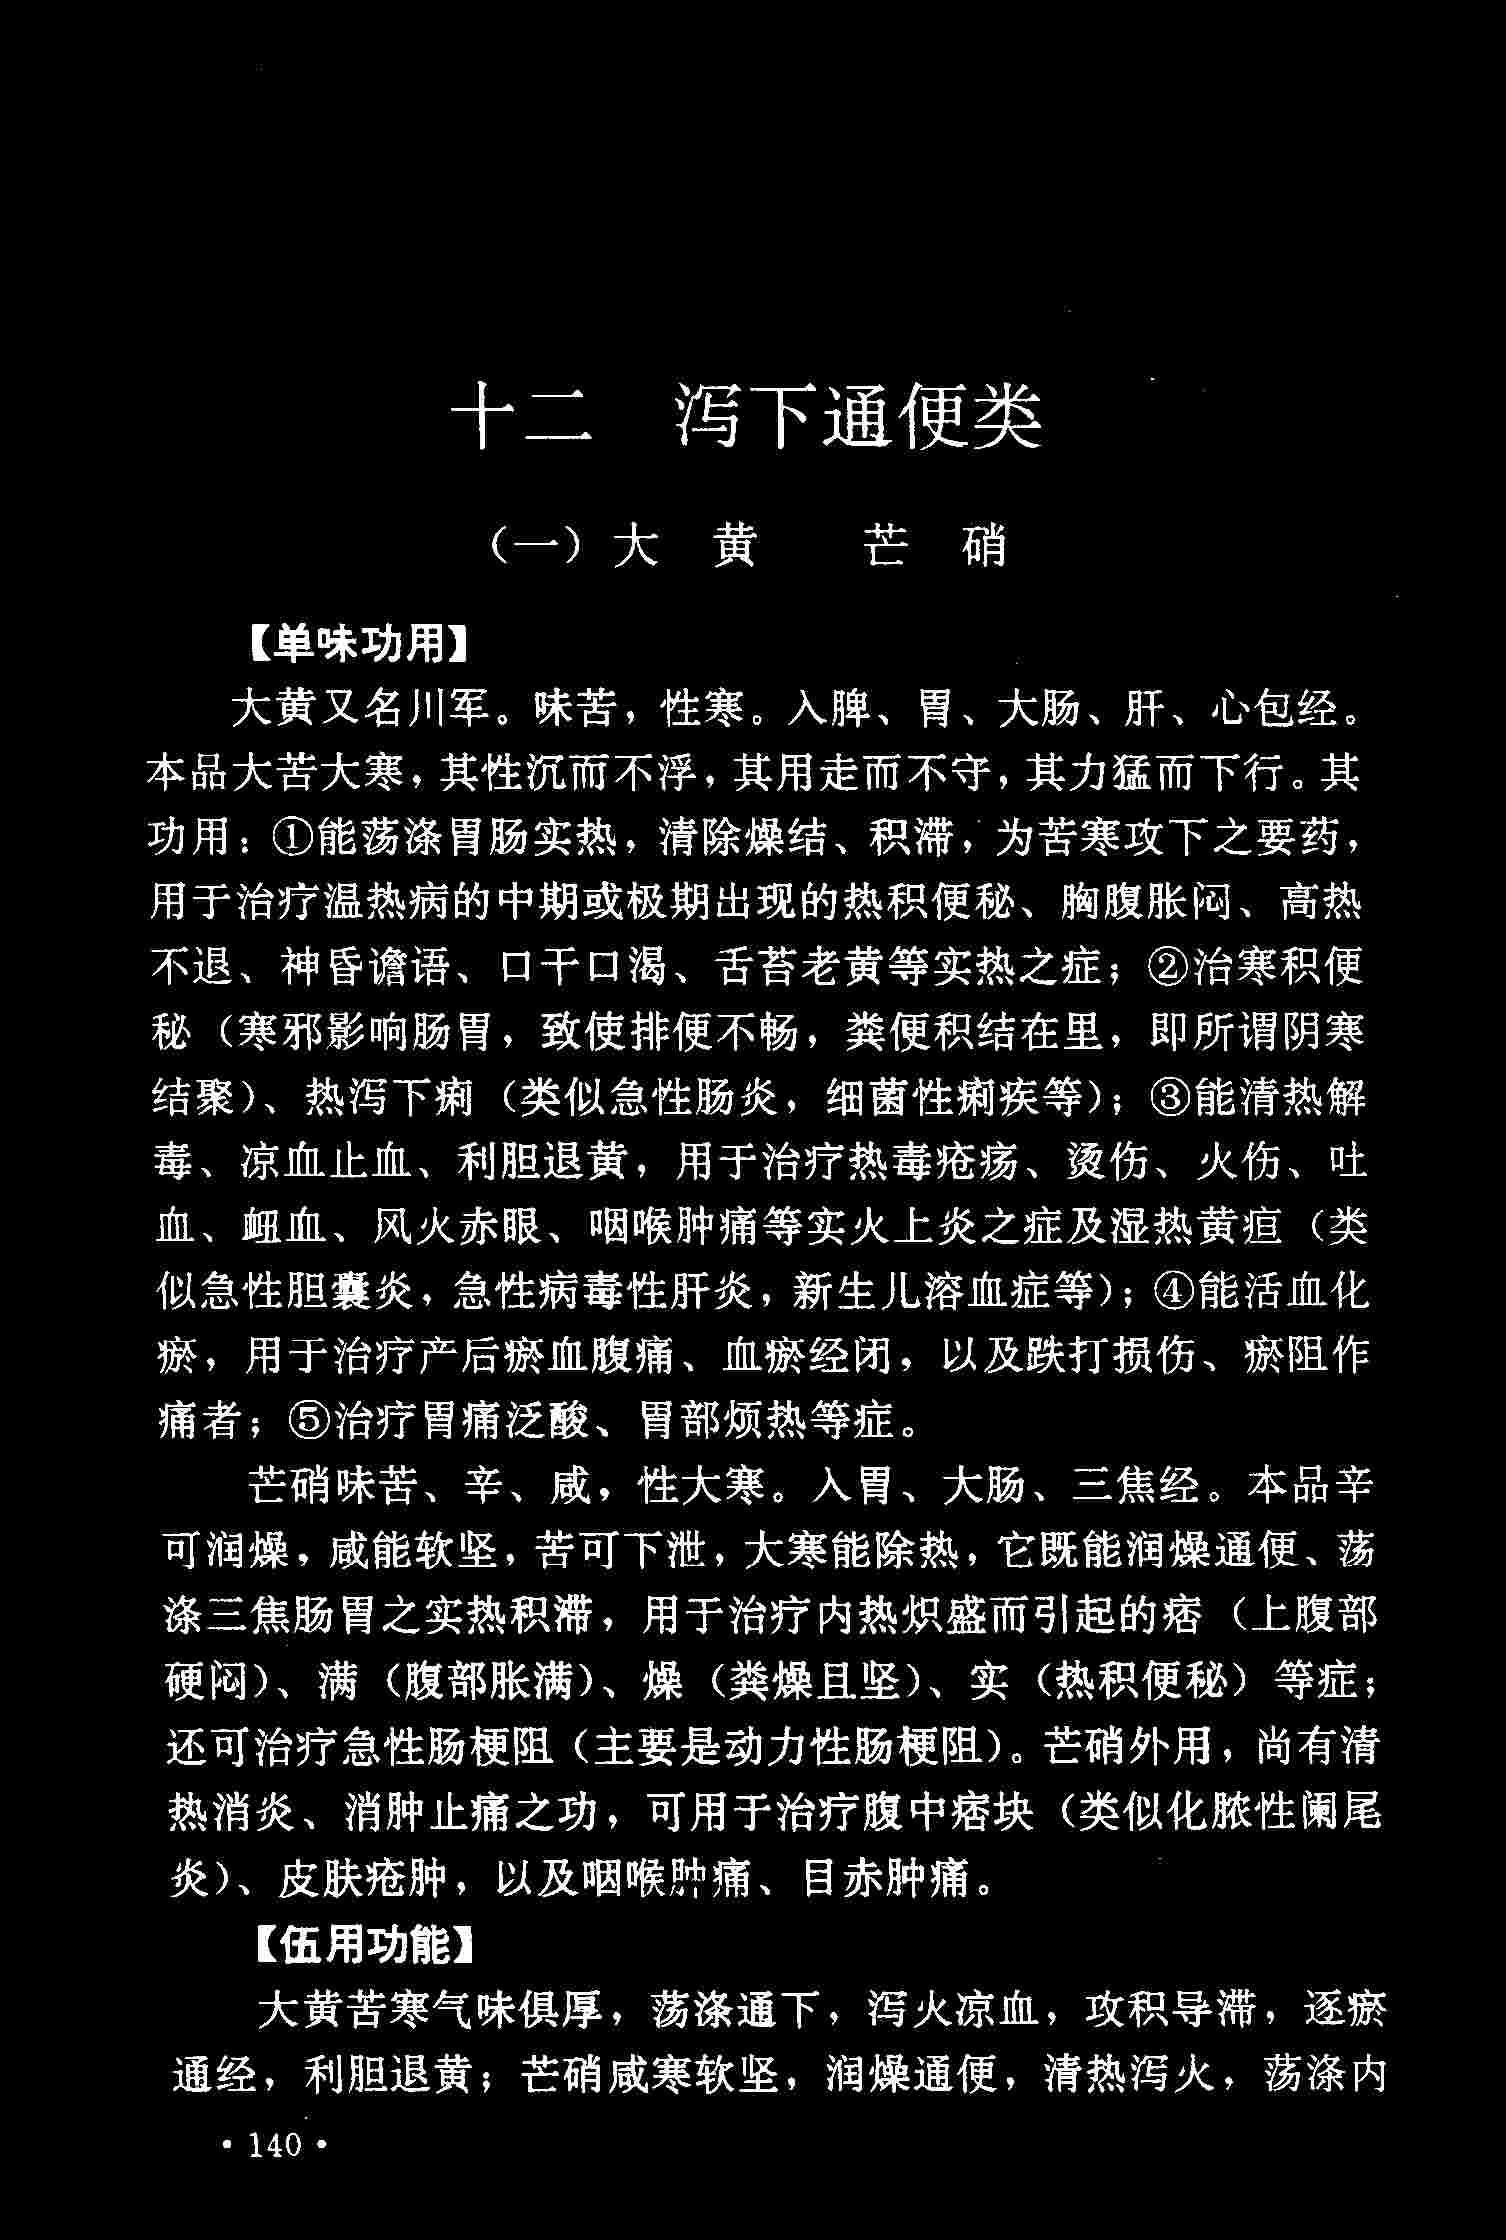 十二　泻下通便类
（一）大　黄　　芒　硝
【单味功用】
大黄又名川军。味苦，性寒。入脾、胃、大肠、肝、心包经。
本品大苦大寒，其性沉而不浮，其用走而不守，其力猛而下行。其
功用：①能荡涤胃肠实热，清除燥结、积滞，为苦寒攻下之要药，
用于治疗温热病的中期或极期出现的热积便秘、胸腹胀闷、高热
不退、神昏谵语、口干口渴、舌苔老黄等实热之症；②治寒积便
秘（寒邪影响肠胃，致使排便不畅，粪便积结在里，即所谓阴寒
结聚）、热泻下痢（类似急性肠炎，细菌性痢疾等）；③能清热解
毒、凉血止血、利胆退黄，用于治疗热毒疮疡、烫伤、火伤、吐
血、衄血、风火赤眼、咽喉肿痛等实火上炎之症及湿热黄疸（类
似急性胆囊炎，急性病毒性肝炎，新生儿溶血症等）；④能活血化
瘀，用于治疗产后瘀血腹痛、血瘀经闭，以及跌打损伤、瘀阻作
痛者；⑤治疗胃痛泛酸、胃部烦热等症。
芒硝味苦、辛、咸，性大寒。入胃、大肠、三焦经。本品辛
可润燥，咸能软坚，苦可下泄，大寒能除热，它既能润燥通便、荡
涤三焦肠胃之实热积滞，用于治疗内热炽盛而引起的痞（上腹部
硬闷）、满（腹部胀满）、燥（粪燥且坚）、实（热积便秘）等症；
还可治疗急性肠梗阻（主要是动力性肠梗阻）。芒硝外用，尚有清
热消炎、消肿止痛之功，可用于治疗腹中痞块（类似化脓性阑尾
炎）、皮肤疮肿，以及咽喉肿痛、目赤肿痛。
【伍用功能】
大黄苦寒气味俱厚，荡涤通下，泻火凉血，攻积导滞，逐瘀
通经，利胆退黄；芒硝咸寒软坚，润燥通便，清热泻火，荡涤内
·140·